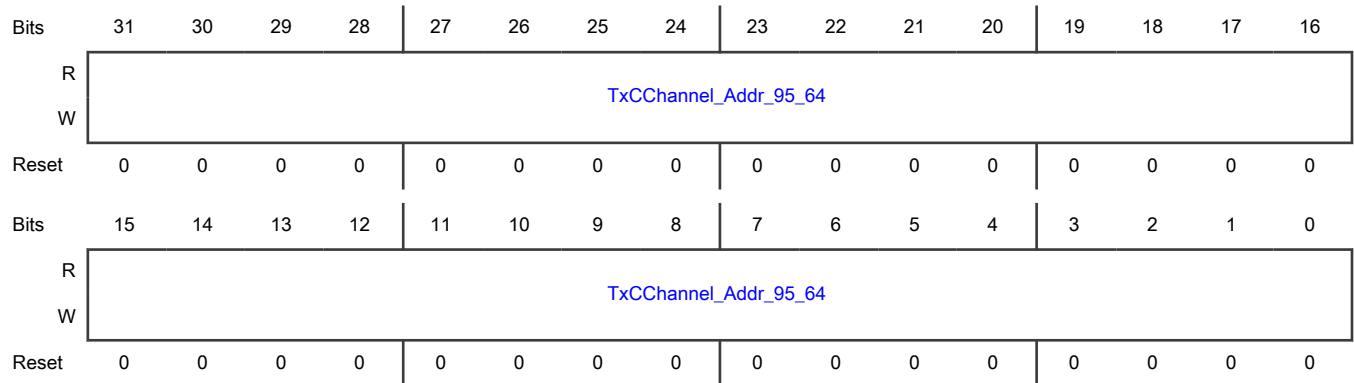 Bits 31 30 29 28 27 26 25 24 23 22 21 20 19 18 17 16
R
TxCChannel_Addr_95_64
W
Reset 0 0 0 0 0 0 0 0 0 0 0 0 0 0 0 0
Bits 15 14 13 12 11 10 9 8 7 6 5 4 3 2 1 0
R
TxCChannel_Addr_95_64
W
Reset 0 0 0 0 0 0 0 0 0 0 0 0 0 0 0 0